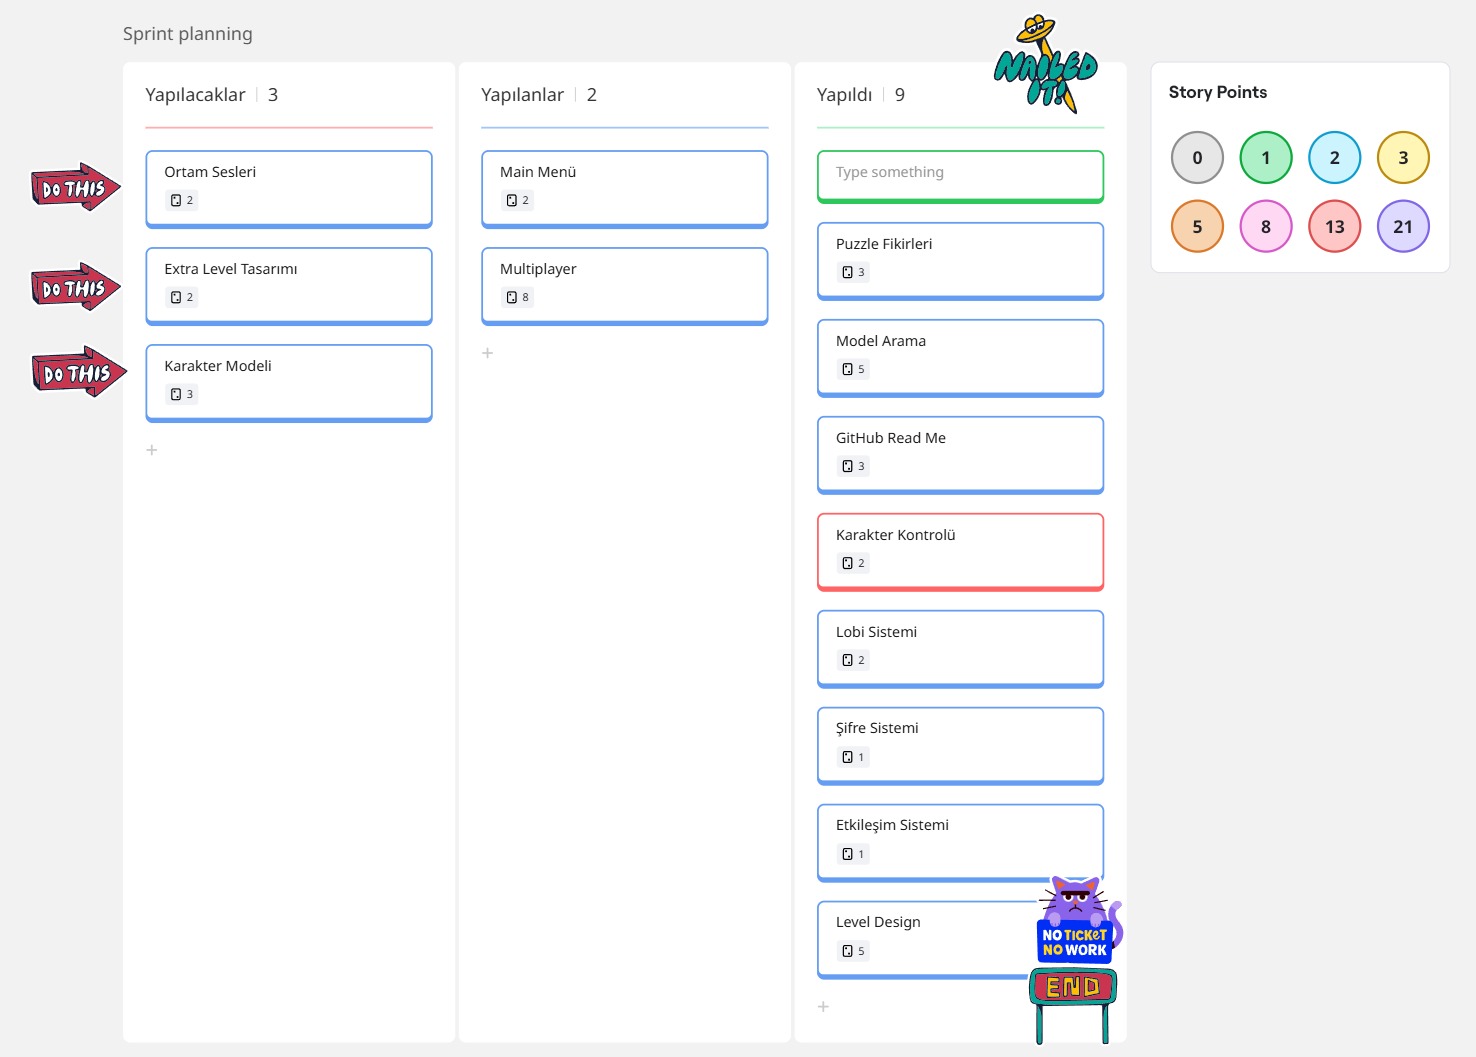 Sprint planning
Yapılacaklar | 3
DO THIS
Ortam Sesleri
2
DO THIS
Extra Level Tasarımı
2
DO THIS
Karakter Modeli
3
+
Yapılanlar | 2
Main Menü
2
Multiplayer
8
+
Yapıldı | 9
NAILED
IT!
Type something
Puzzle Fikirleri
3
Model Arama
5
GitHub Read Me
3
Karakter Kontrolü
2
Lobi Sistemi
2
Şifre Sistemi
1
Etkileşim Sistemi
1
Level Design
5
NO TICKET
NO WORK
END
+
Story Points
0 1 2 3
5 8 13 21